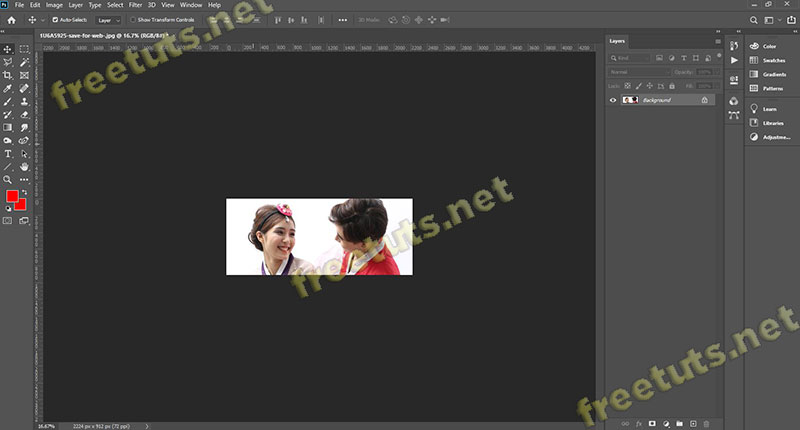 File Edit Image Layer Type Select Filter 3D View Window Help
Auto-Select: Layer Show Transform Controls 3D Mode:
1U6A5925-save-for-web-.jpg @ 16.7% (RGB/8#)*
freetuts.net
Layers
Kind
Normal Opacity: 100%
Lock: Fill: 100%
Background
Color
Swatches
Gradients
Patterns
Learn
Libraries
Adjustme...
freetuts.net
freetuts.net
16.67% 2224 px x 912 px (72 ppi)